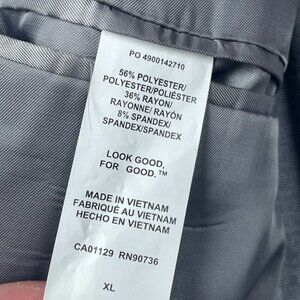 PO 4900142710
56% POLYESTER/
POLYESTER/POLIÉSTER
36% RAYON/
RAYONNE/ RAYÓN
8% SPANDEX/
SPANDEX/SPANDEX
LOOK GOOD,
FOR GOOD.™
MADE IN VIETNAM
FABRIQUÉ AU VIETNAM
HECHO EN VIETNAM
CA01129 RN90736
XL